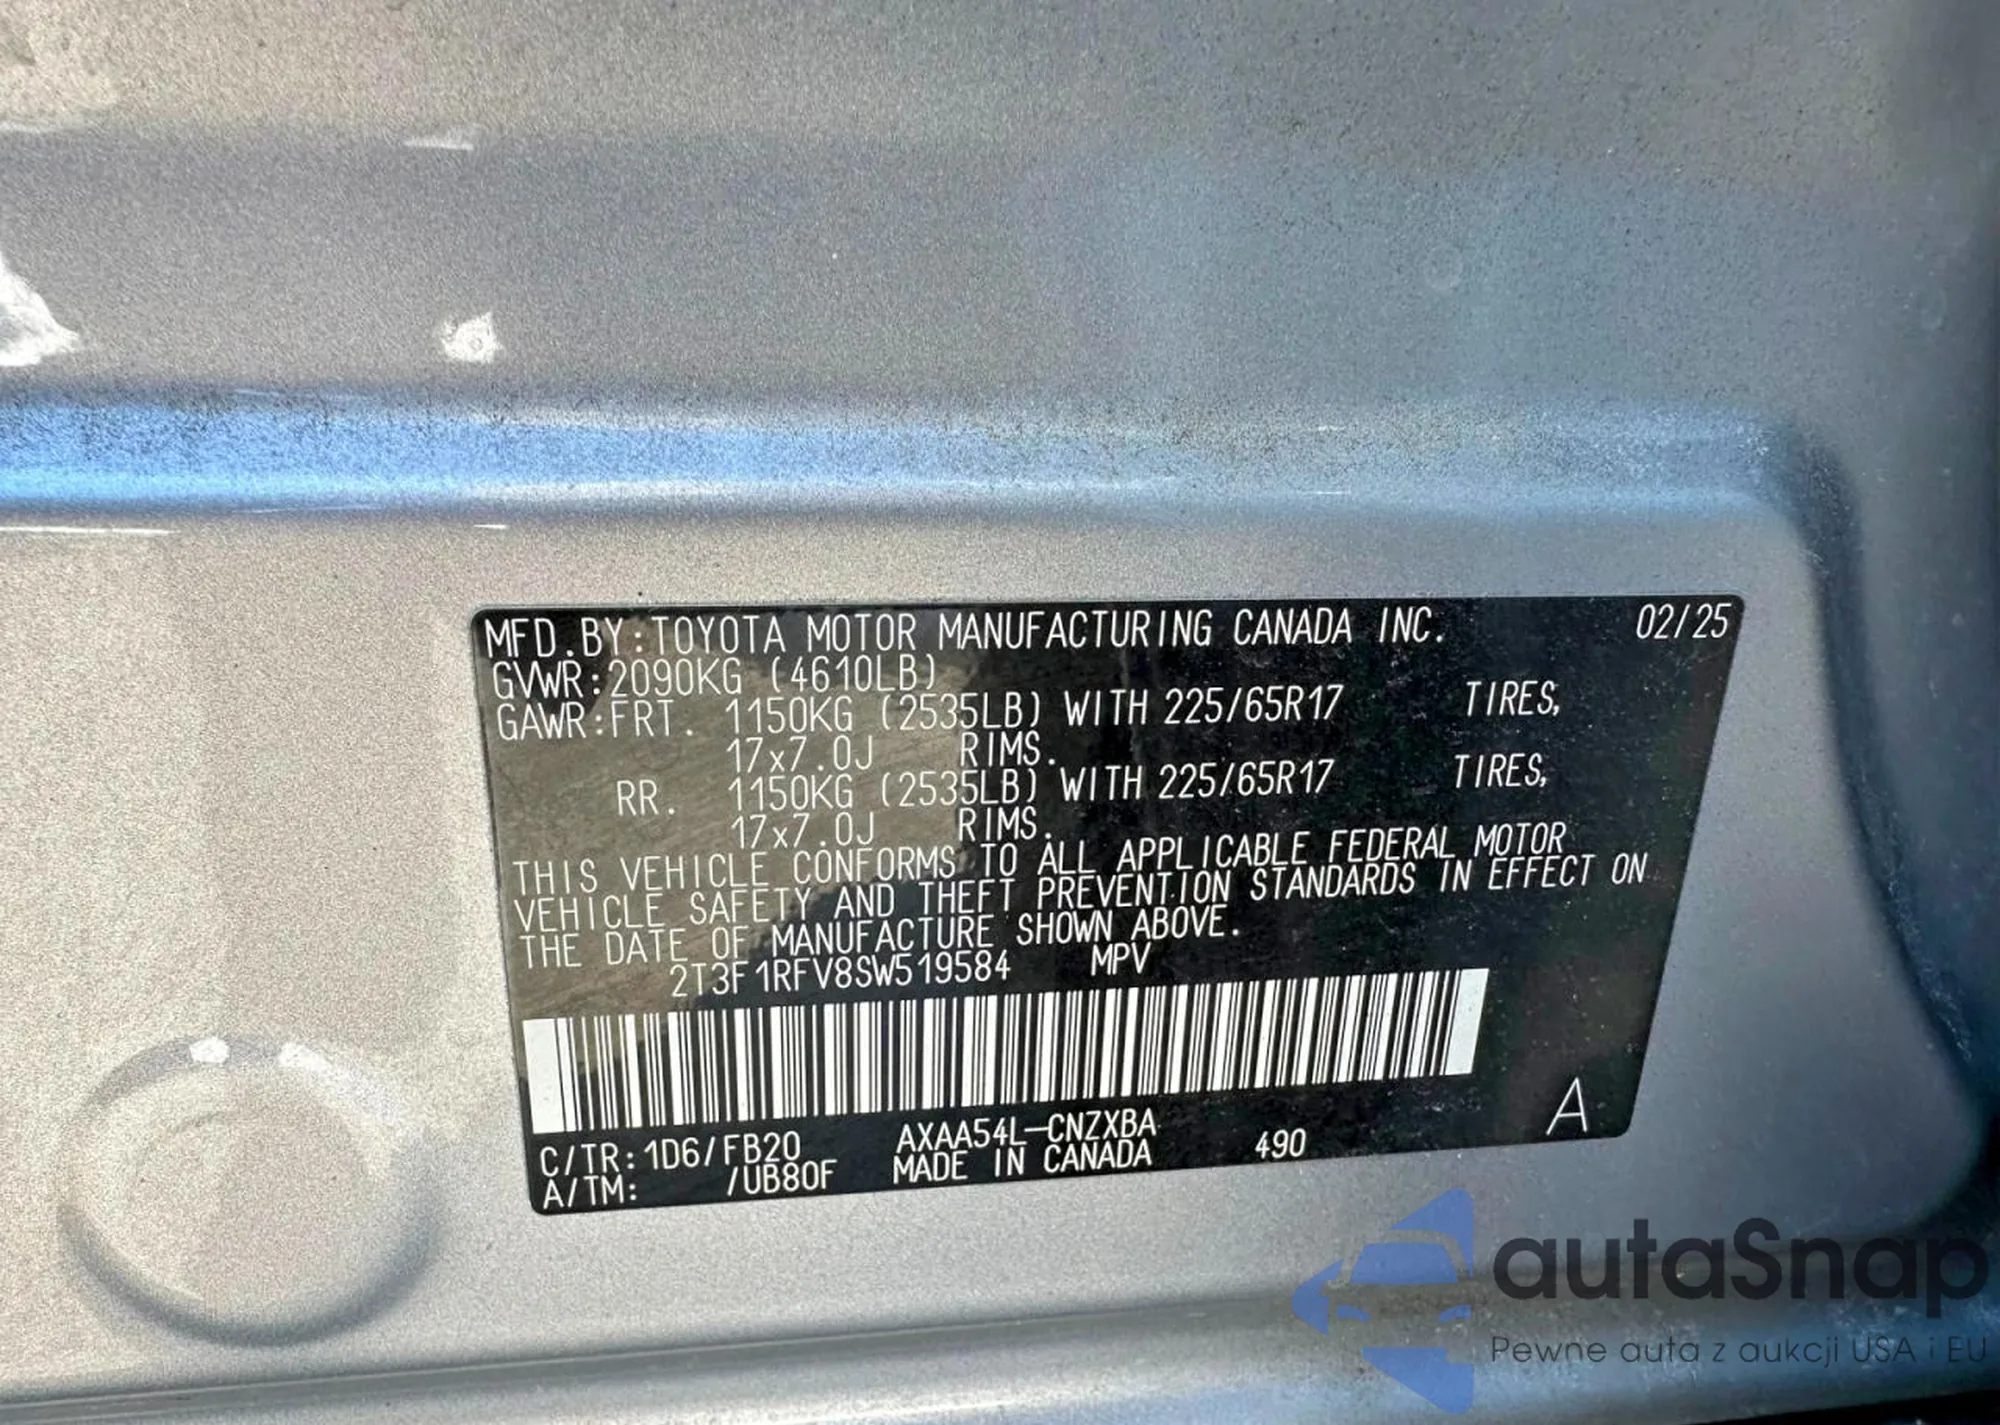 MFD.BY:TOYOTA MOTOR MANUFACTURING CANADA INC. 02/25
GVWR:2090KG (4610LB)
GAWR:FRT. 1150KG (2535LB) WITH 225/65R17 TIRES,
17x7.0J RIMS.
RR. 1150KG (2535LB) WITH 225/65R17 TIRES,
17x7.0J RIMS.
THIS VEHICLE CONFORMS TO ALL APPLICABLE FEDERAL MOTOR
VEHICLE SAFETY AND THEFT PREVENTION STANDARDS IN EFFECT ON
THE DATE OF MANUFACTURE SHOWN ABOVE.
2T3F1RFV8SW519584 MPV
A
C/TR:1D6/FB20 AXAA54L-CNZXBA
A/TM: /UB80F MADE IN CANADA 490
autaSnap
Pewne auta z aukcji USA i EU